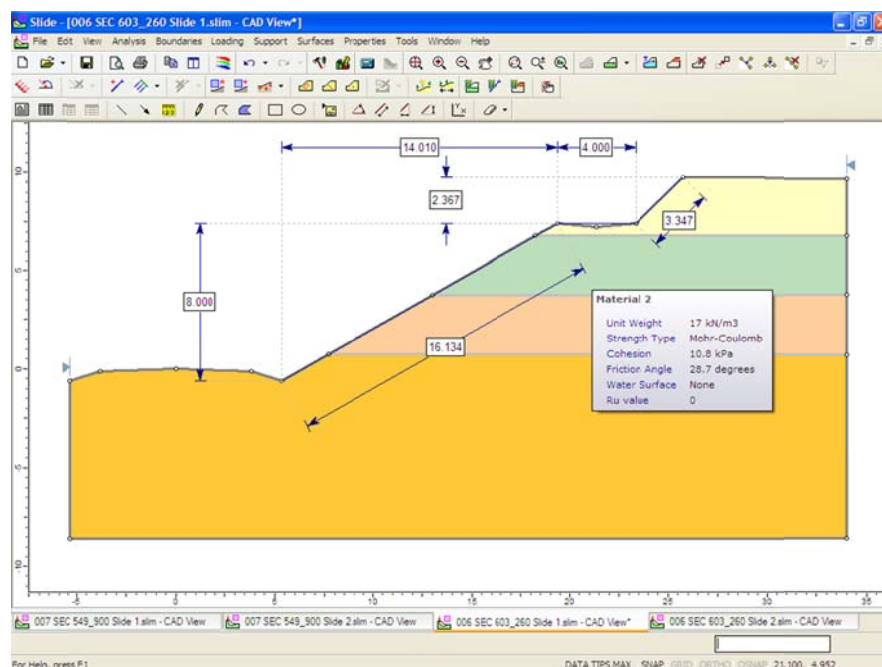 Slide - [006 SEC 603_260 Slide 1.slim - CAD View*]
File Edit View Analysis Boundaries Loading Support Surfaces Properties Tools Window Help
14.010
4.000
10
2.367
3.347
5
8.000
Material 2
Unit Weight 17 kN/m3
Strength Type Mohr-Coulomb
Cohesion 10.8 kPa
Friction Angle 28.7 degrees
Water Surface None
Ru value 0
16.134
0
-5
-10
-5 0 5 10 15 20 25 30 35
007 SEC 549_900 Slide 1.slim - CAD View 007 SEC 549_900 Slide 2.slim - CAD View 006 SEC 603_260 Slide 1.slim - CAD View* 006 SEC 603_260 Slide 2.slim - CAD View
For Help, press F1 DATA TIPS MAX SNAP GRID ORTHO OSNAP 21.100, 4.952